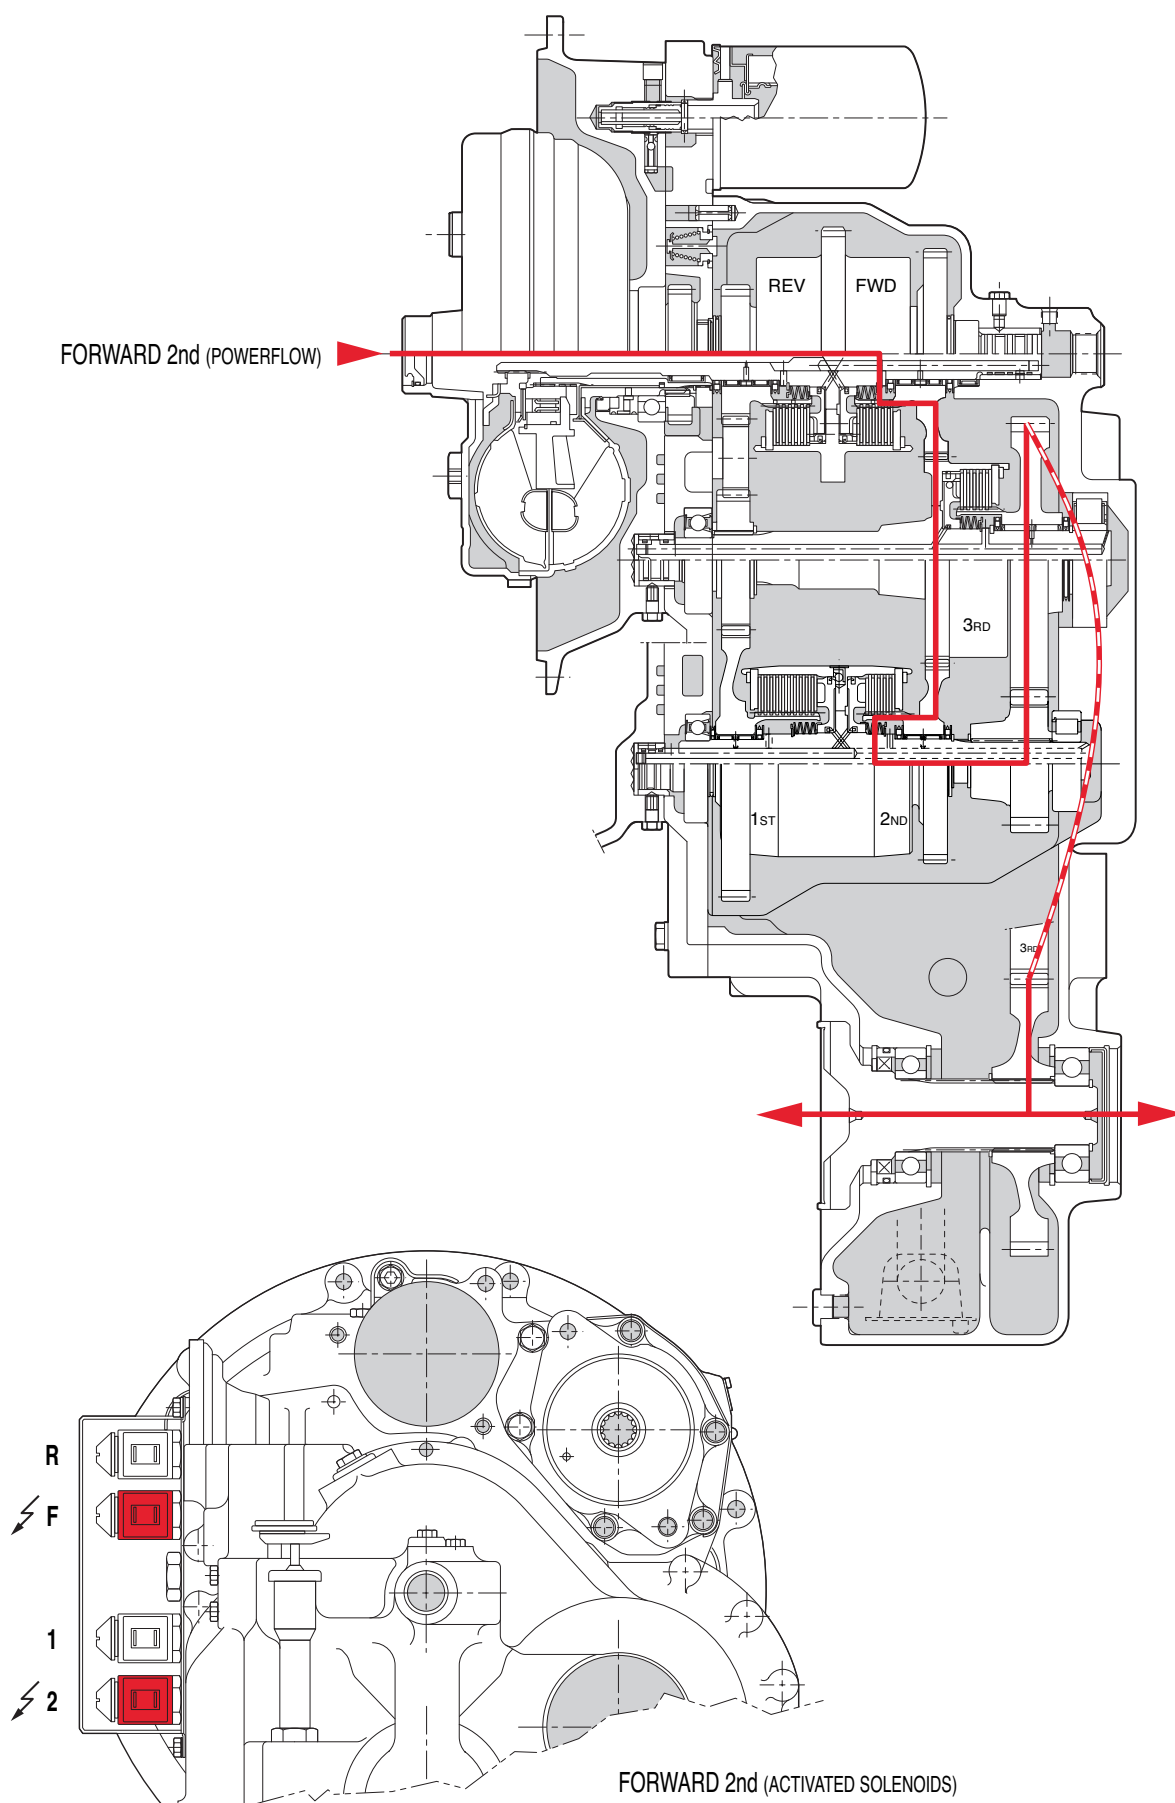 REV FWD
FORWARD 2nd (POWERFLOW)
3RD
1ST 2ND
3RD
R
F
1
2
FORWARD 2nd (ACTIVATED SOLENOIDS)